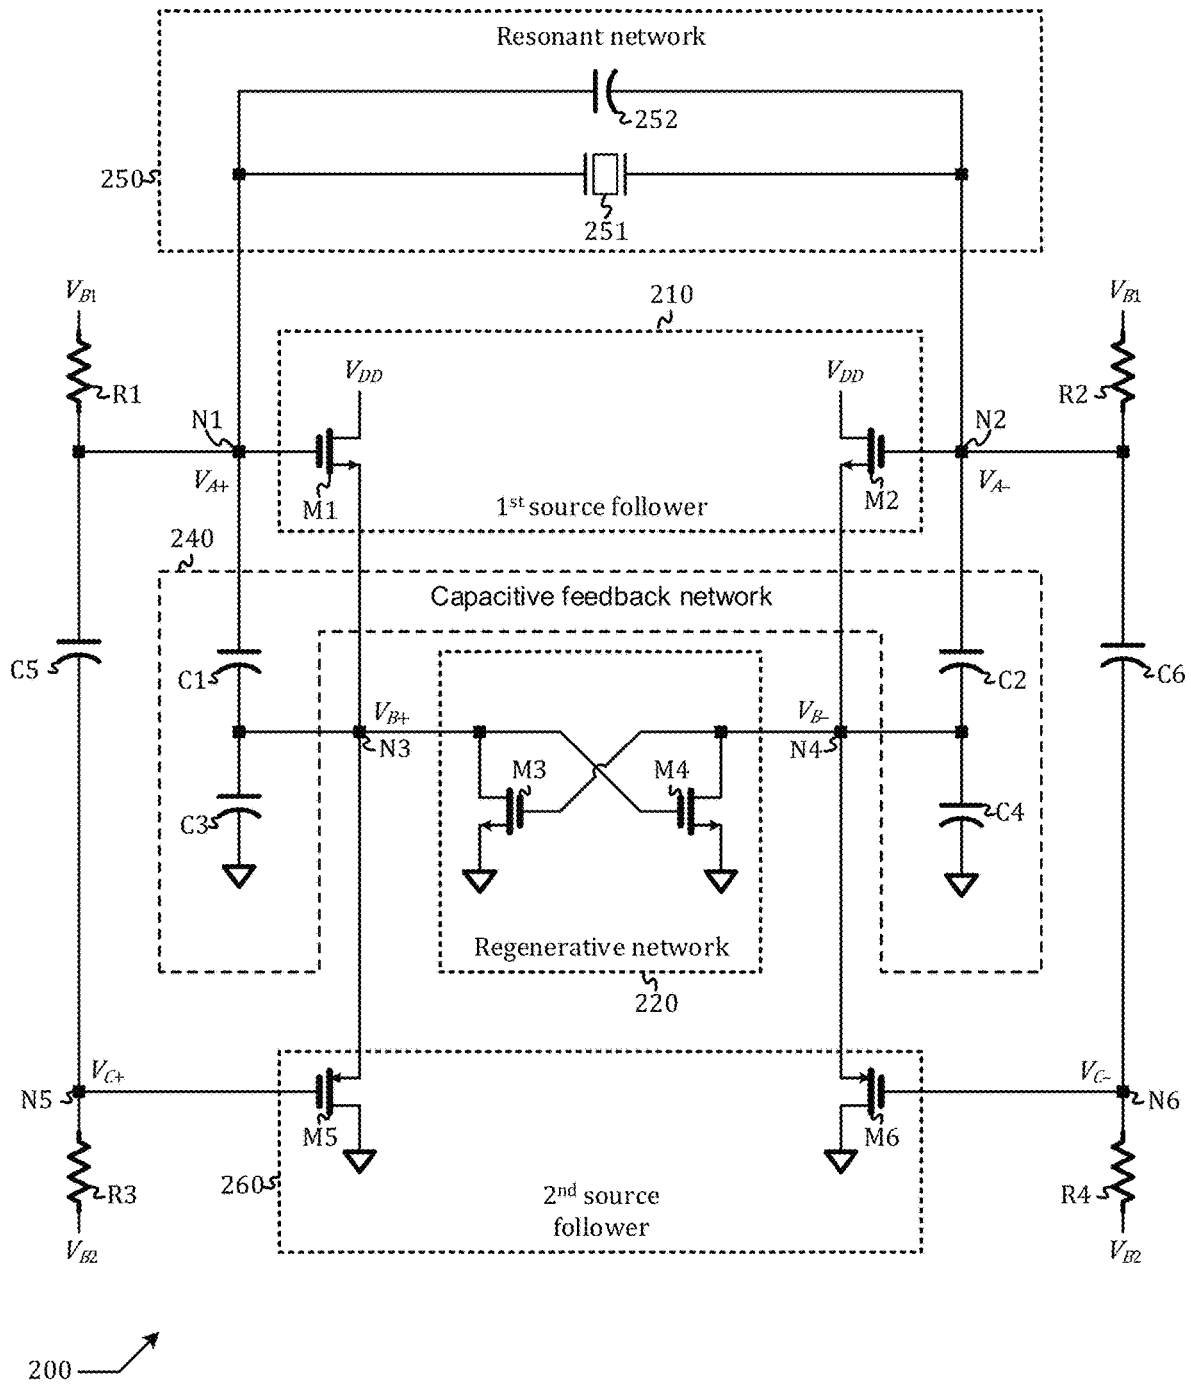 Resonant network
252
250
251
V_B1
210
V_B1
R1
V_DD
V_DD
R2
N1
N2
V_A+
M1
1st source follower
M2
V_A–
240
Capacitive feedback network
C5
C1
C2
C6
V_B+
V_B–
N3
N4
M3
M4
C3
C4
Regenerative network
220
V_C+
V_C–
N5
N6
M5
M6
260
R3
2nd source
follower
R4
V_B2
V_B2
200